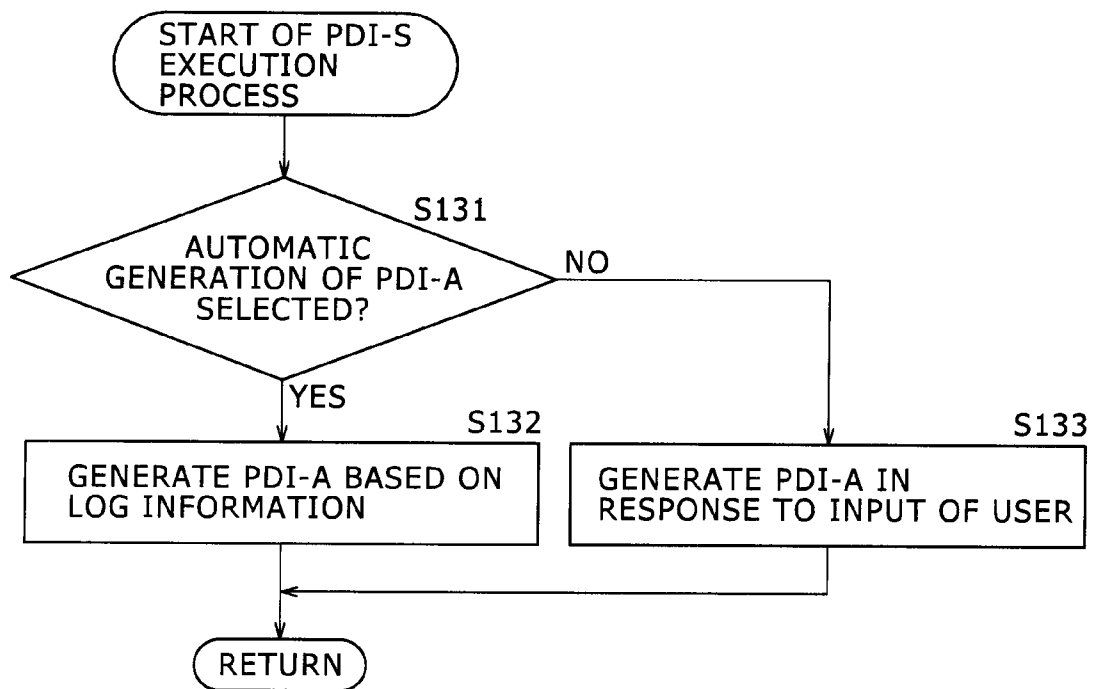 START OF PDI-S
EXECUTION
PROCESS
S131
AUTOMATIC
GENERATION OF PDI-A
SELECTED?
NO
YES
S132
GENERATE PDI-A BASED ON
LOG INFORMATION
S133
GENERATE PDI-A IN
RESPONSE TO INPUT OF USER
RETURN